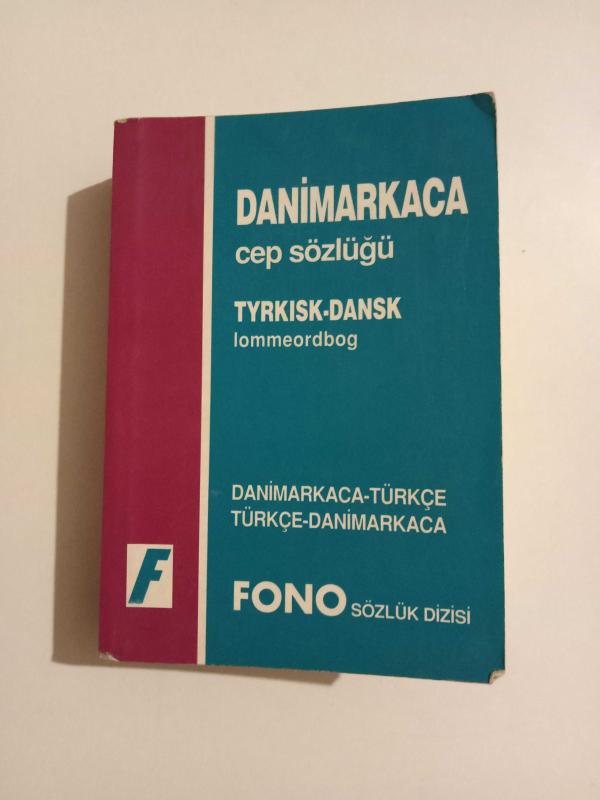 DANİMARKACA
cep sözlüğü
TYRKISK-DANSK
lommeordbog
DANİMARKACA-TÜRKÇE
TÜRKÇE-DANİMARKACA
F
FONO SÖZLÜK DİZİSİ